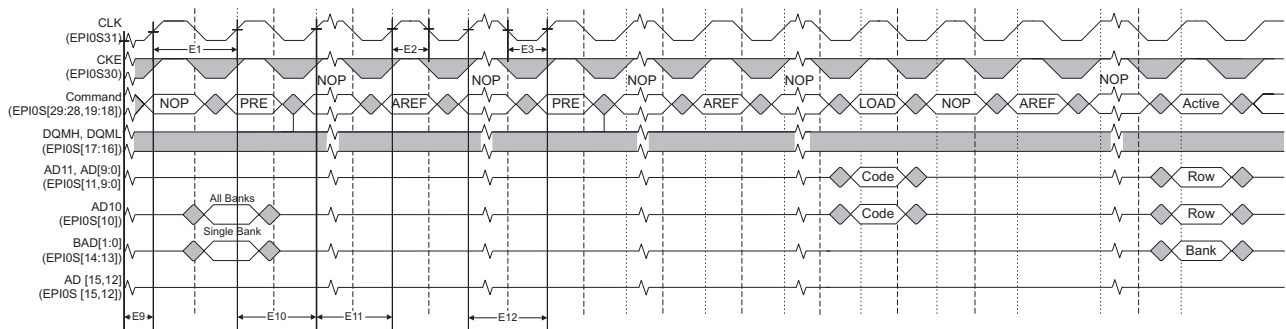 CLK
(EPI0S31)
E1
E2
E3
CKE
(EPI0S30)
NOP
NOP
NOP
NOP
NOP
Command
(EPI0S[29:28,19:18])
NOP
PRE
AREF
PRE
AREF
LOAD
NOP
AREF
Active
DQMH, DQML
(EPI0S[17:16])
AD11, AD[9:0]
(EPI0S[11,9:0])
Code
Row
All Banks
AD10
(EPI0S[10])
Code
Row
Single Bank
BAD[1:0]
(EPI0S[14:13])
Bank
AD [15,12]
(EPI0S [15,12])
E9
E10
E11
E12